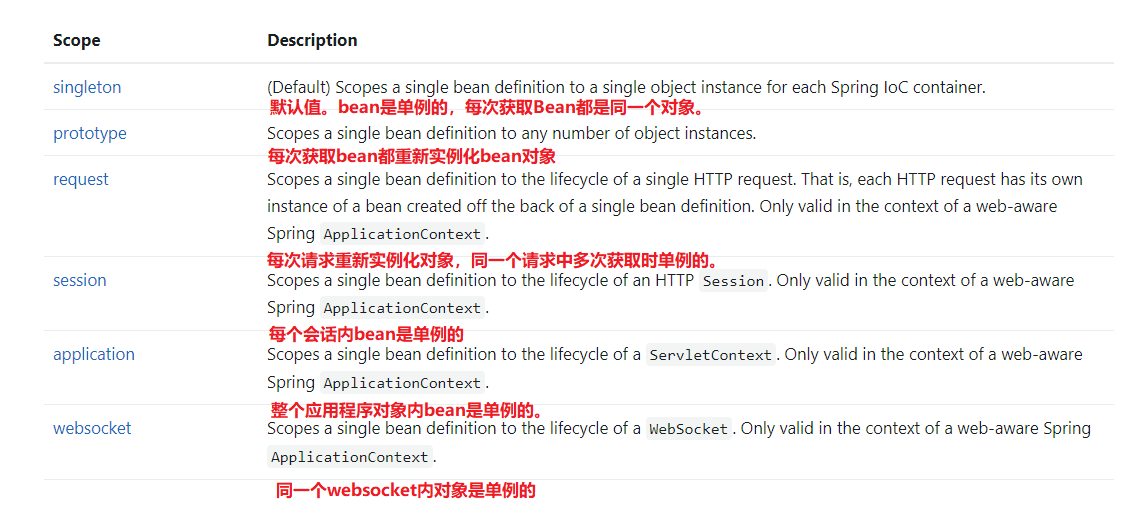 Scope Description
singleton (Default) Scopes a single bean definition to a single object instance for each Spring IoC container.
默认值。bean是单例的，每次获取Bean都是同一个对象。
prototype Scopes a single bean definition to any number of object instances.
每次获取bean都重新实例化bean对象
request Scopes a single bean definition to the lifecycle of a single HTTP request. That is, each HTTP request has its own
instance of a bean created off the back of a single bean definition. Only valid in the context of a web-aware
Spring ApplicationContext.
每次请求重新实例化对象，同一个请求中多次获取时单例的。
session Scopes a single bean definition to the lifecycle of an HTTP Session. Only valid in the context of a web-aware
Spring ApplicationContext.
每个会话内bean是单例的
application Scopes a single bean definition to the lifecycle of a ServletContext. Only valid in the context of a web-aware
Spring ApplicationContext.
整个应用程序对象内bean是单例的。
websocket Scopes a single bean definition to the lifecycle of a WebSocket. Only valid in the context of a web-aware Spring
ApplicationContext.
同一个websocket内对象是单例的